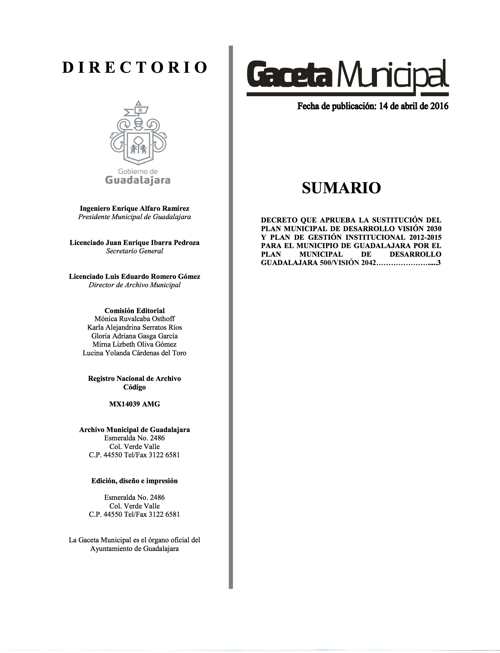 DIRECTORIO
Gobierno de
Guadalajara
Ingeniero Enrique Alfaro Ramírez
Presidente Municipal de Guadalajara
Licenciado Juan Enrique Ibarra Pedroza
Secretario General
Licenciado Luis Eduardo Romero Gómez
Director de Archivo Municipal
Comisión Editorial
Mónica Ruvalcaba Osthoff
Karla Alejandrina Serratos Ríos
Gloria Adriana Gasga García
Mirna Lizbeth Oliva Gómez
Lucina Yolanda Cárdenas del Toro
Registro Nacional de Archivo
Código
MX14039 AMG
Archivo Municipal de Guadalajara
Esmeralda No. 2486
Col. Verde Valle
C.P. 44550 Tel/Fax 3122 6581
Edición, diseño e impresión
Esmeralda No. 2486
Col. Verde Valle
C.P. 44550 Tel/Fax 3122 6581
La Gaceta Municipal es el órgano oficial del
Ayuntamiento de Guadalajara
Gaceta Municipal
Fecha de publicación: 14 de abril de 2016
SUMARIO
DECRETO QUE APRUEBA LA SUSTITUCIÓN DEL
PLAN MUNICIPAL DE DESARROLLO VISIÓN 2030
Y PLAN DE GESTIÓN INSTITUCIONAL 2012-2015
PARA EL MUNICIPIO DE GUADALAJARA POR EL
PLAN MUNICIPAL DE DESARROLLO
GUADALAJARA 500/VISIÓN 2042…………………....3